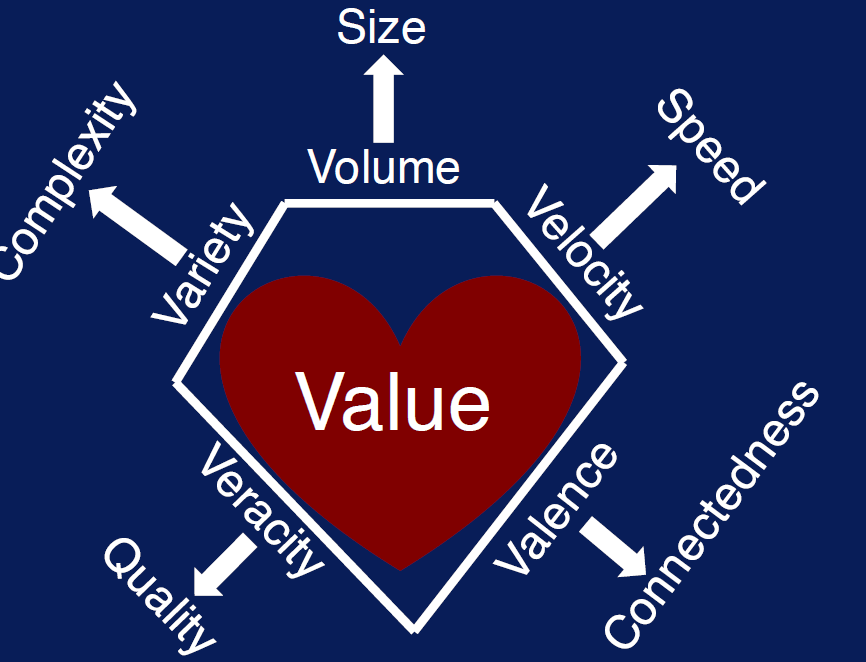 Size
Volume
Complexity
Variety
Velocity
Speed
Value
Veracity
Quality
Valence
Connectedness